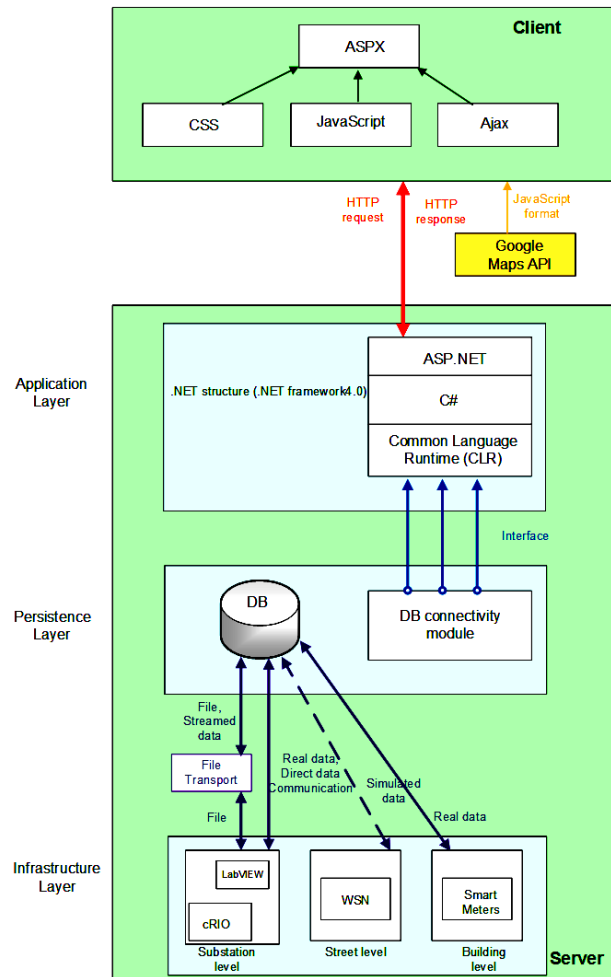 Client
ASPX
CSS
JavaScript
Ajax
HTTP
request
HTTP
response
JavaScript
format
Google
Maps API
Application
Layer
.NET structure (.NET framework4.0)
ASP.NET
C#
Common Language
Runtime (CLR)
Interface
Persistence
Layer
DB
DB connectivity
module
File,
Streamed
data
File
Transport
File
Real data,
Direct data
Communication
Simulated
data
Real data
Infrastructure
Layer
LabVIEW
cRIO
Substation
level
WSN
Street level
Smart
Meters
Building
level
Server